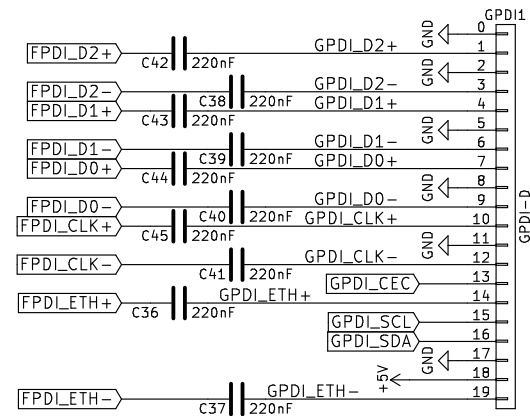 GPDI1
GND 0
FPDI_D2+ C42 220nF GPDI_D2+ 1
GND 2
FPDI_D2- C38 220nF GPDI_D2- 3
FPDI_D1+ C43 220nF GPDI_D1+ 4
GND 5
FPDI_D1- C39 220nF GPDI_D1- 6
FPDI_D0+ C44 220nF GPDI_D0+ 7
GND 8
FPDI_D0- C40 220nF GPDI_D0- 9
FPDI_CLK+ C45 220nF GPDI_CLK+ 10
GND 11
FPDI_CLK- C41 220nF GPDI_CLK- 12
GPDI_CEC 13
FPDI_ETH+ C36 220nF GPDI_ETH+ 14
GPDI_SCL 15
GPDI_SDA 16
GND 17
+5V 18
FPDI_ETH- C37 220nF GPDI_ETH- 19
GPDI-D